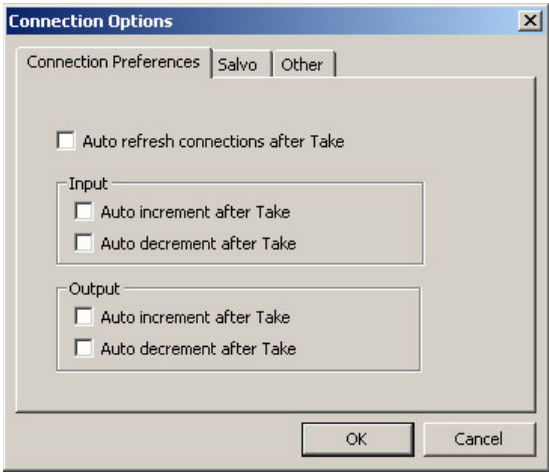 Connection Options
Connection Preferences Salvo Other
Auto refresh connections after Take
Input
Auto increment after Take
Auto decrement after Take
Output
Auto increment after Take
Auto decrement after Take
OK Cancel